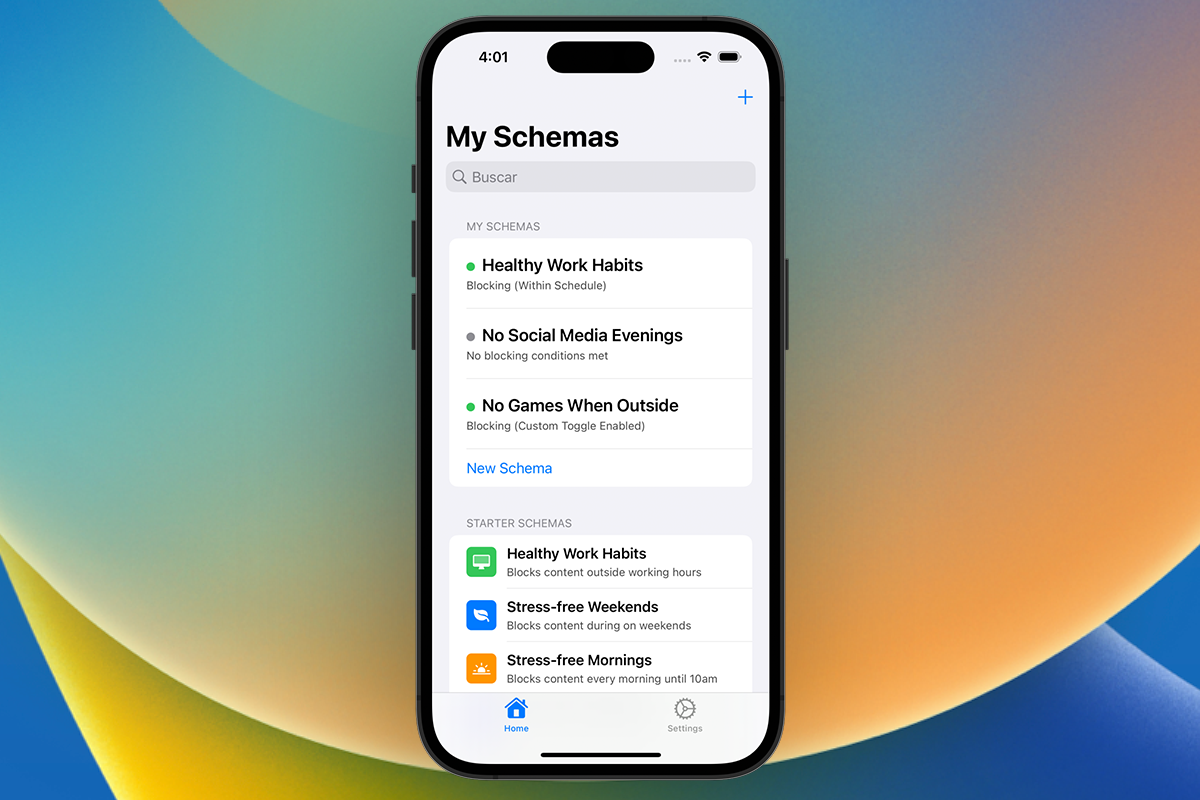 4:01
My Schemas
Buscar
MY SCHEMAS
Healthy Work Habits
Blocking (Within Schedule)
No Social Media Evenings
No blocking conditions met
No Games When Outside
Blocking (Custom Toggle Enabled)
New Schema
STARTER SCHEMAS
Healthy Work Habits
Blocks content outside working hours
Stress-free Weekends
Blocks content during on weekends
Stress-free Mornings
Blocks content every morning until 10am
Home
Settings